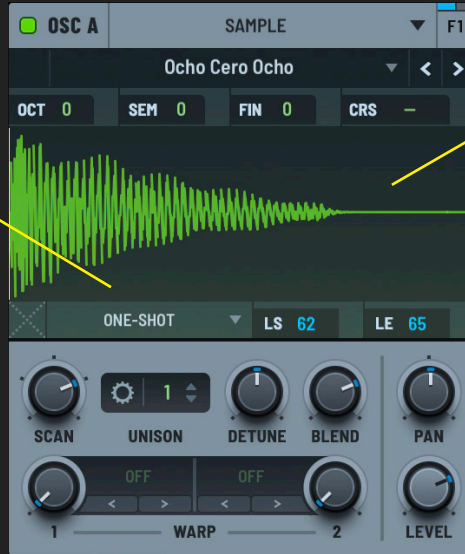 OSC A SAMPLE F1
Ocho Cero Ocho < >
OCT 0 SEM 0 FIN 0 CRS –
ONE-SHOT LS 62 LE 65
1
SCAN UNISON DETUNE BLEND PAN
OFF OFF
< > < >
1 WARP 2 LEVEL